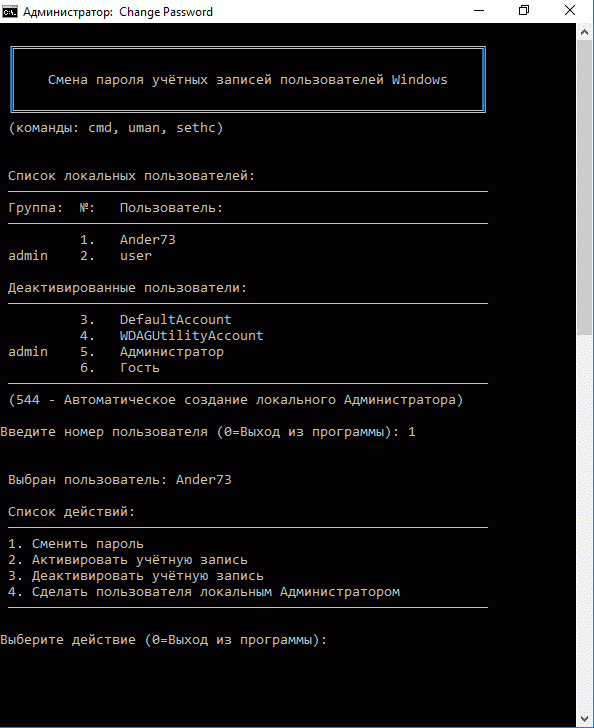 Администратор: Change Password
Смена пароля учётных записей пользователей Windows
(команды: cmd, uman, sethc)
Список локальных пользователей:
Группа: №: Пользователь:
1. Ander73
admin 2. user
Деактивированные пользователи:
3. DefaultAccount
4. WDAGUtilityAccount
admin 5. Администратор
6. Гость
(544 - Автоматическое создание локального Администратора)
Введите номер пользователя (0=Выход из программы): 1
Выбран пользователь: Ander73
Список действий:
1. Сменить пароль
2. Активировать учётную запись
3. Деактивировать учётную запись
4. Сделать пользователя локальным Администратором
Выберите действие (0=Выход из программы):